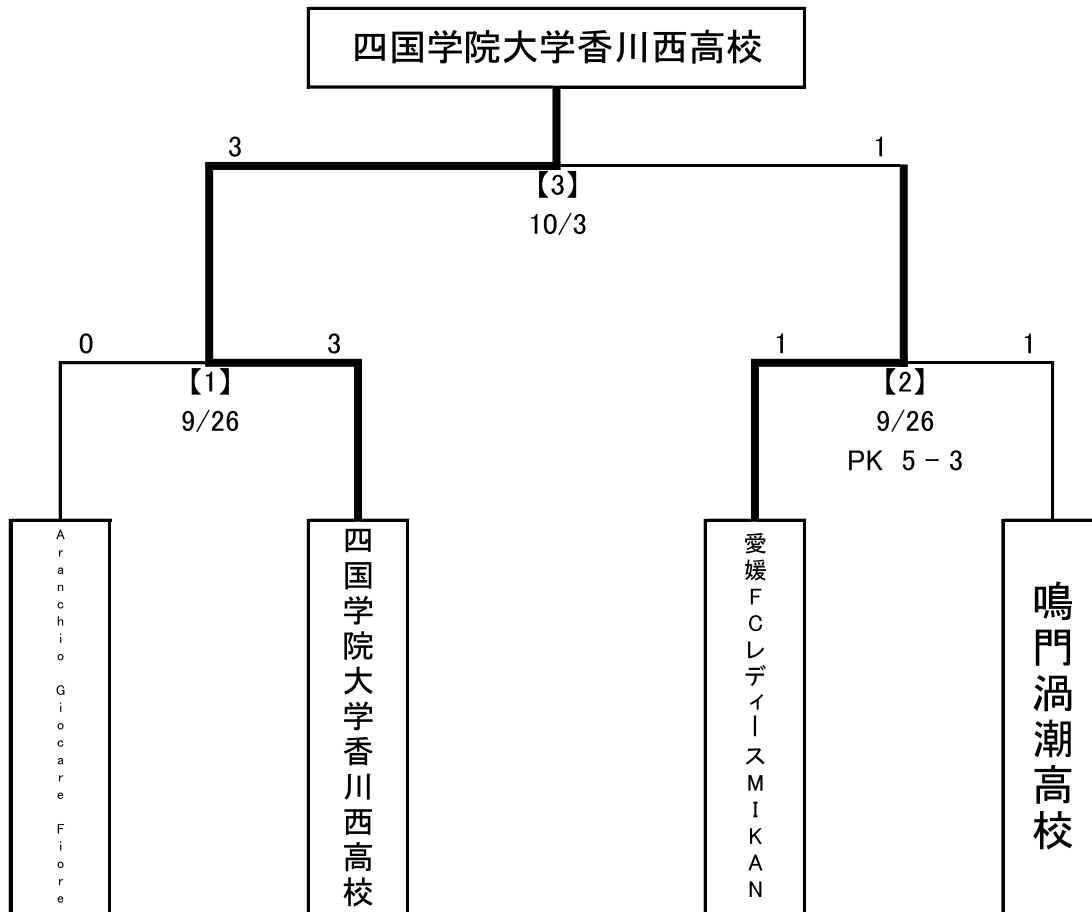 四国学院大学香川西高校
3
1
【3】
10/3
0
3
1
1
【1】
【2】
9/26
9/26
PK 5－3
Aranchio Giocare Fiore
四国学院大学香川西高校
愛媛FCレディースMIKAN
鳴門渦潮高校